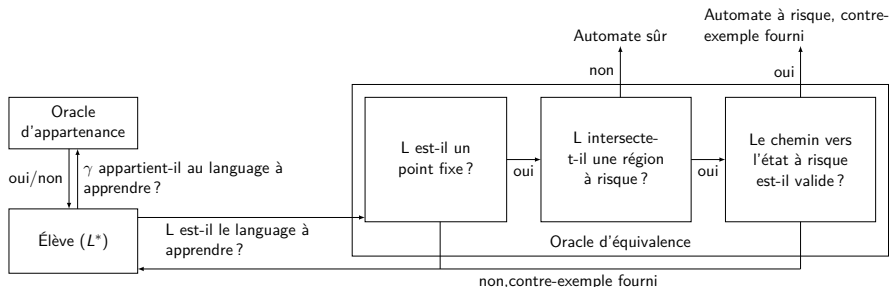 Automate à risque, contre-
exemple fourni
Automate sûr
non
oui
Oracle
d'appartenance
L est-il un
point fixe ?
L intersecte-
t-il une région
à risque ?
Le chemin vers
l'état à risque
est-il valide ?
oui
oui
oui/non
γ appartient-il au language à
apprendre ?
Élève (L*)
L est-il le language à
apprendre ?
Oracle d'équivalence
non,contre-exemple fourni